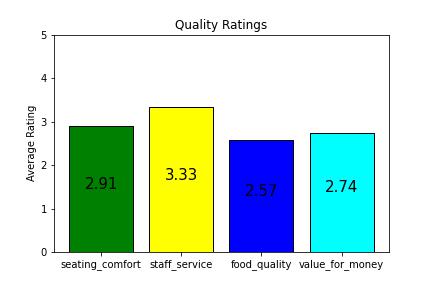 Quality Ratings
5
4
3
2
1
0
Average Rating
2.91
3.33
2.57
2.74
seating_comfort
staff_service
food_quality
value_for_money